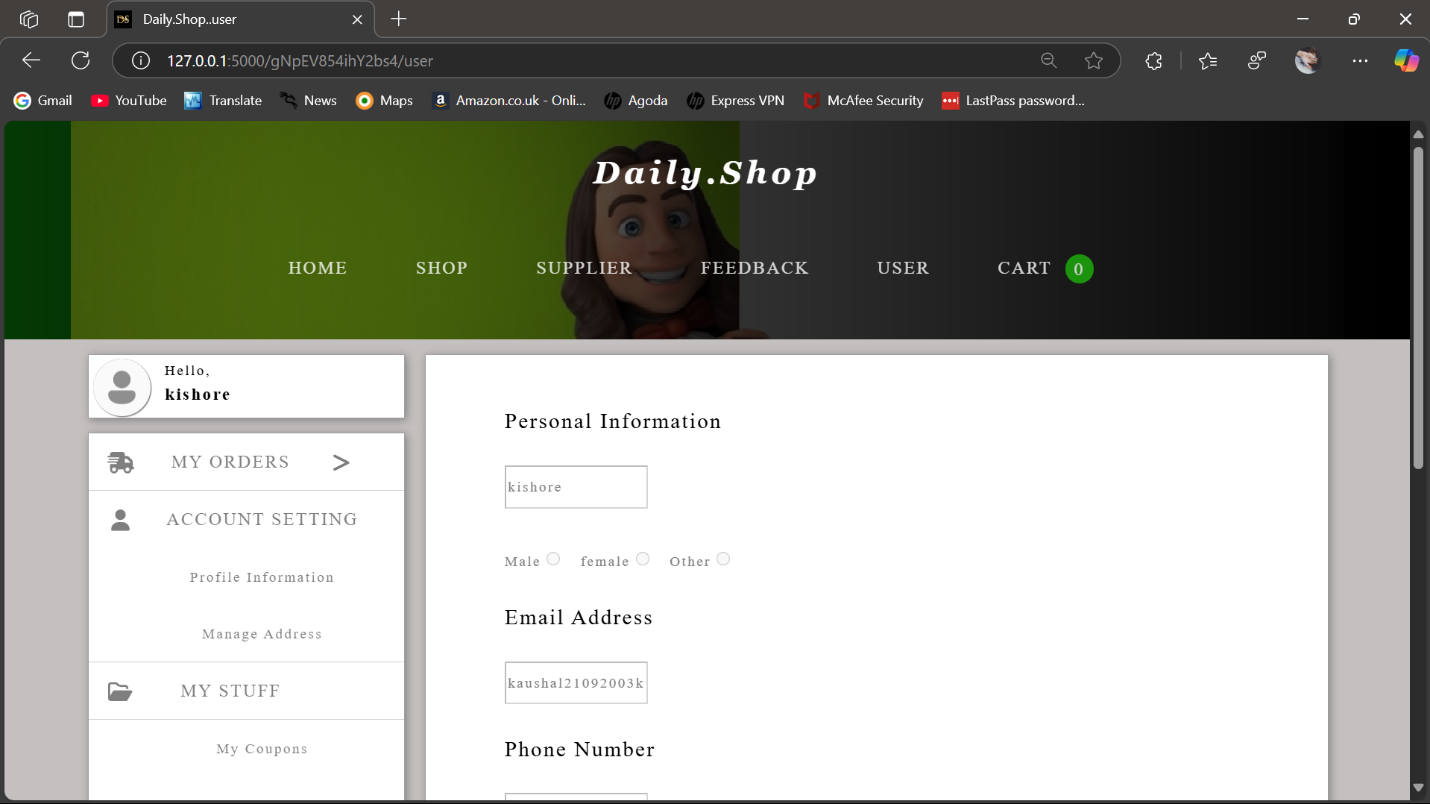 DS Daily.Shop..user
127.0.0.1:5000/gNpEV854ihY2bs4/user
Gmail YouTube Translate News Maps a Amazon.co.uk - Onli... hp Agoda hp Express VPN McAfee Security LastPass password...
Daily.Shop
HOME SHOP SUPPLIER FEEDBACK USER CART 0
Hello,
kishore
MY ORDERS >
ACCOUNT SETTING
Profile Information
Manage Address
MY STUFF
My Coupons
Personal Information
kishore
Male female Other
Email Address
kaushal21092003k
Phone Number